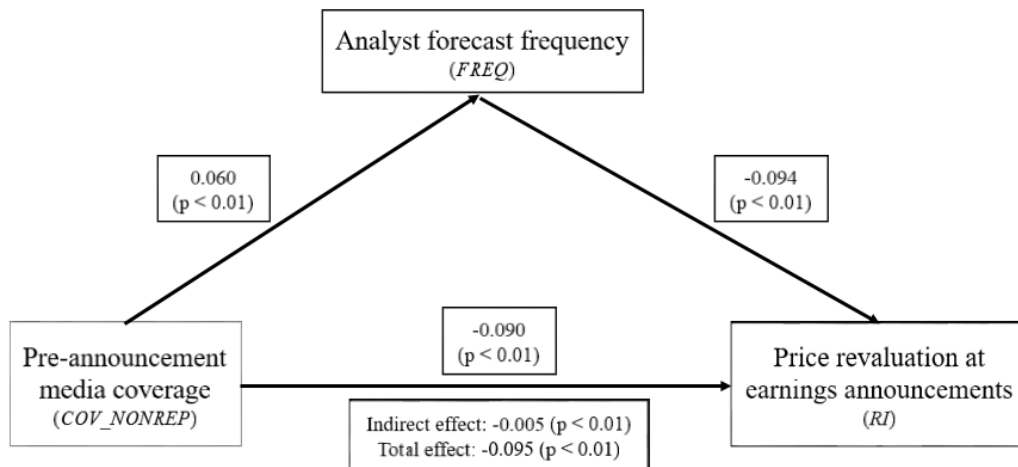 Analyst forecast frequency
(FREQ)
0.060
(p < 0.01)
-0.094
(p < 0.01)
-0.090
(p < 0.01)
Pre-announcement
media coverage
(COV_NONREP)
Price revaluation at
earnings announcements
(RI)
Indirect effect: -0.005 (p < 0.01)
Total effect: -0.095 (p < 0.01)